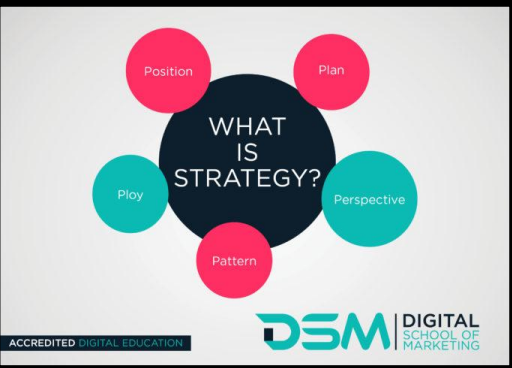 Position
Plan
WHAT
IS
STRATEGY?
Ploy
Perspective
Pattern
ACCREDITED DIGITAL EDUCATION
DSM
DIGITAL
SCHOOL OF
MARKETING